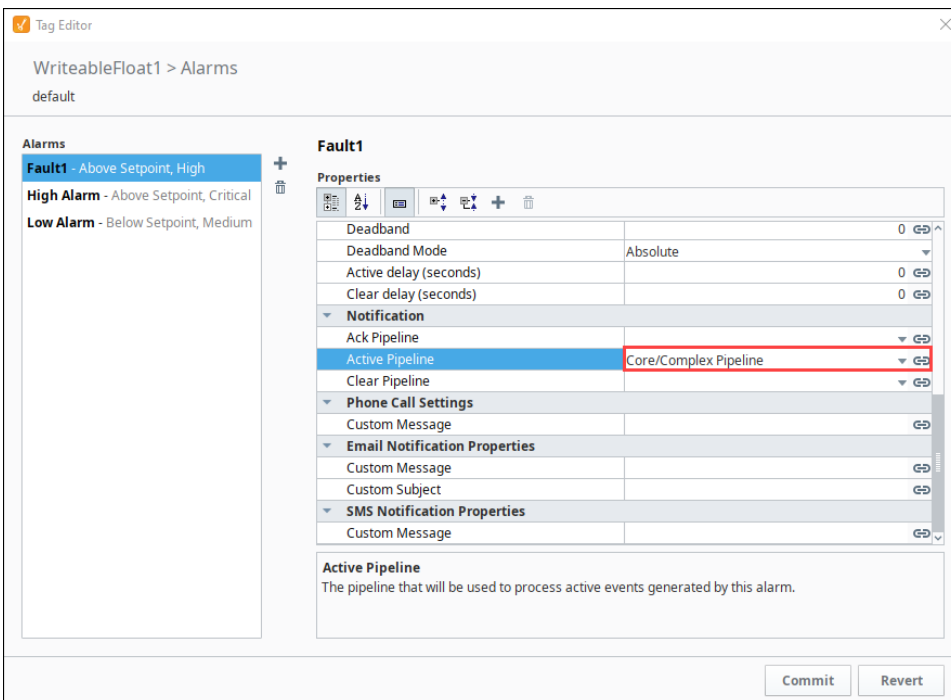 Tag Editor
WriteableFloat1 > Alarms
default
Alarms
Fault1 - Above Setpoint, High
High Alarm - Above Setpoint, Critical
Low Alarm - Below Setpoint, Medium
Fault1
Properties
Deadband 0
Deadband Mode Absolute
Active delay (seconds) 0
Clear delay (seconds) 0
Notification
Ack Pipeline
Active Pipeline Core/Complex Pipeline
Clear Pipeline
Phone Call Settings
Custom Message
Email Notification Properties
Custom Message
Custom Subject
SMS Notification Properties
Custom Message
Active Pipeline
The pipeline that will be used to process active events generated by this alarm.
Commit Revert